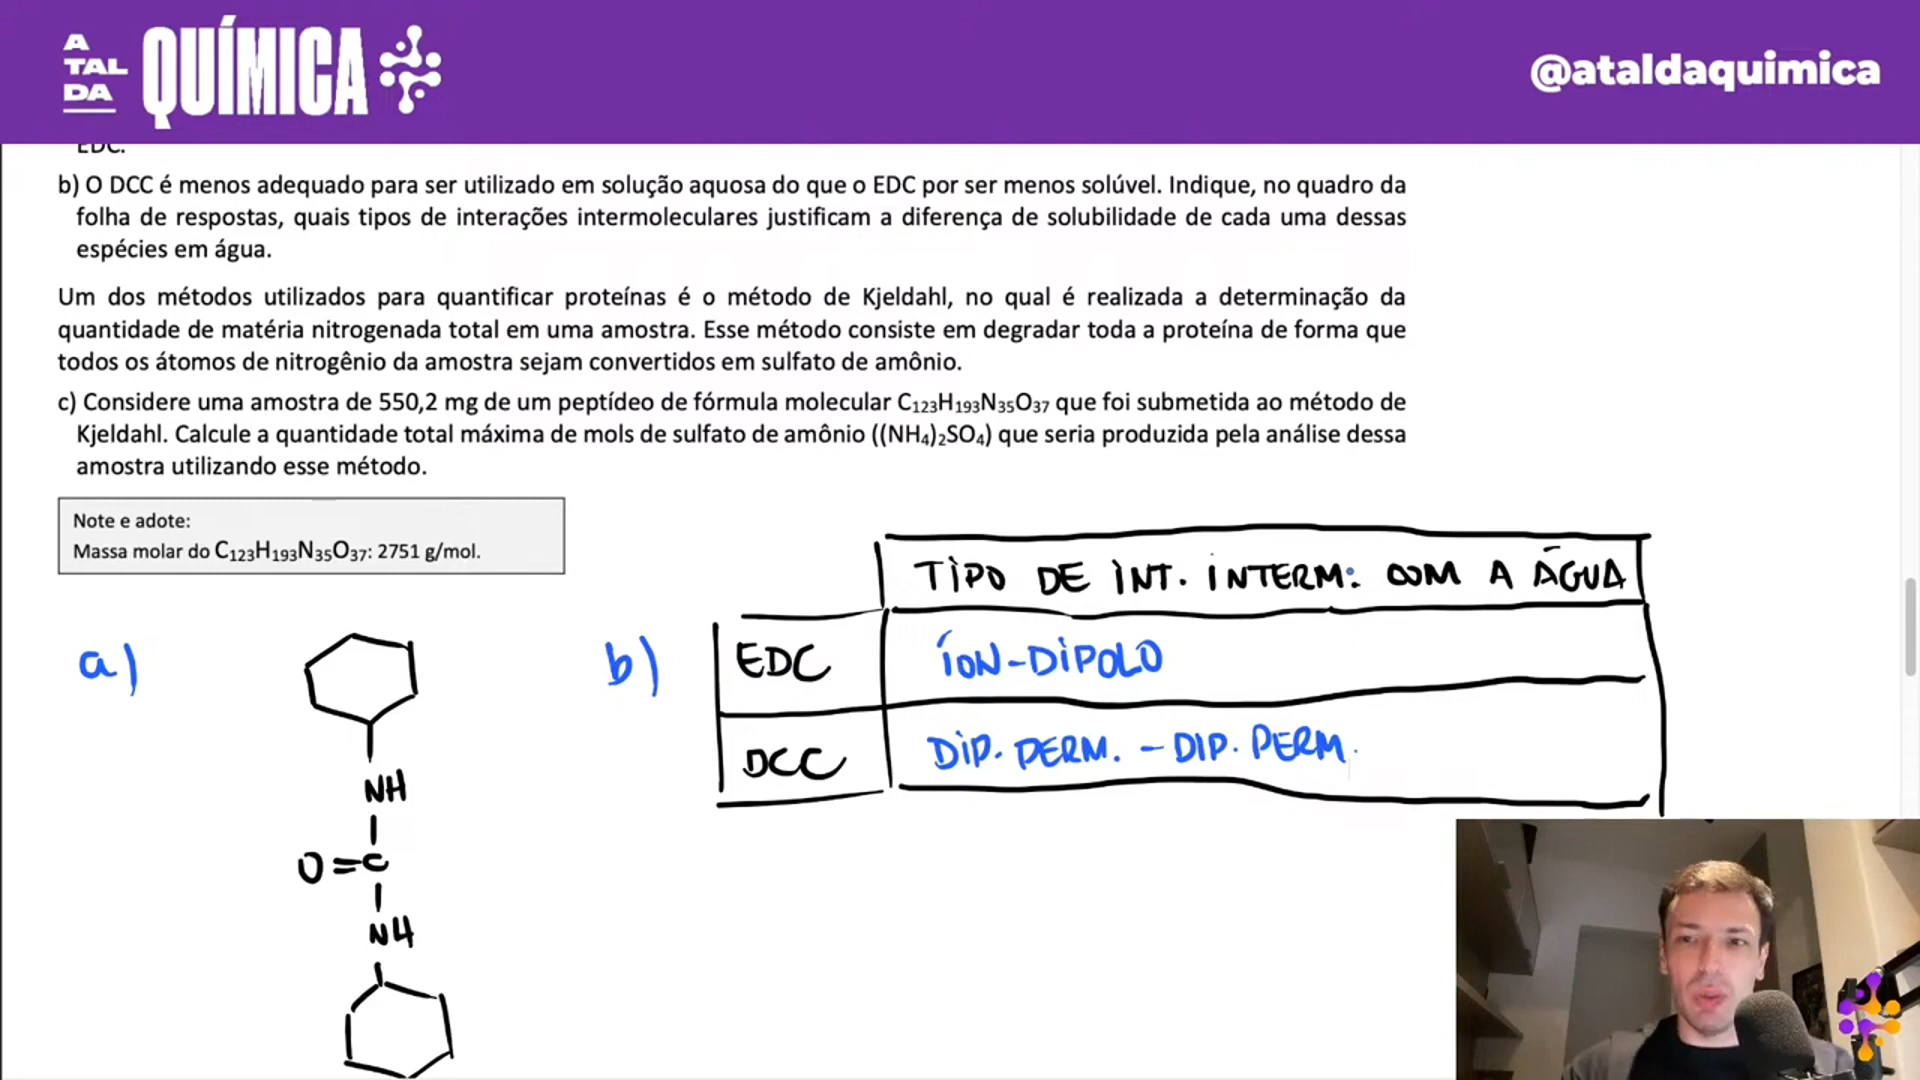 A
TAL
DA
QUÍMICA
@ataldaquimica
EDC.
b) O DCC é menos adequado para ser utilizado em solução aquosa do que o EDC por ser menos solúvel. Indique, no quadro da
folha de respostas, quais tipos de interações intermoleculares justificam a diferença de solubilidade de cada uma dessas
espécies em água.
Um dos métodos utilizados para quantificar proteínas é o método de Kjeldahl, no qual é realizada a determinação da
quantidade de matéria nitrogenada total em uma amostra. Esse método consiste em degradar toda a proteína de forma que
todos os átomos de nitrogênio da amostra sejam convertidos em sulfato de amônio.
c) Considere uma amostra de 550,2 mg de um peptídeo de fórmula molecular C₁₂₃H₁₉₃N₃₅O₃₇ que foi submetida ao método de
Kjeldahl. Calcule a quantidade total máxima de mols de sulfato de amônio ((NH₄)₂SO₄) que seria produzida pela análise dessa
amostra utilizando esse método.
Note e adote:
Massa molar do C₁₂₃H₁₉₃N₃₅O₃₇: 2751 g/mol.
TIPO DE INT. INTERM: COM A ÁGUA
a)
b)
EDC
ÍON-DIPOLO
DCC
DIP. PERM. - DIP. PERM.
NH
O=C
NH